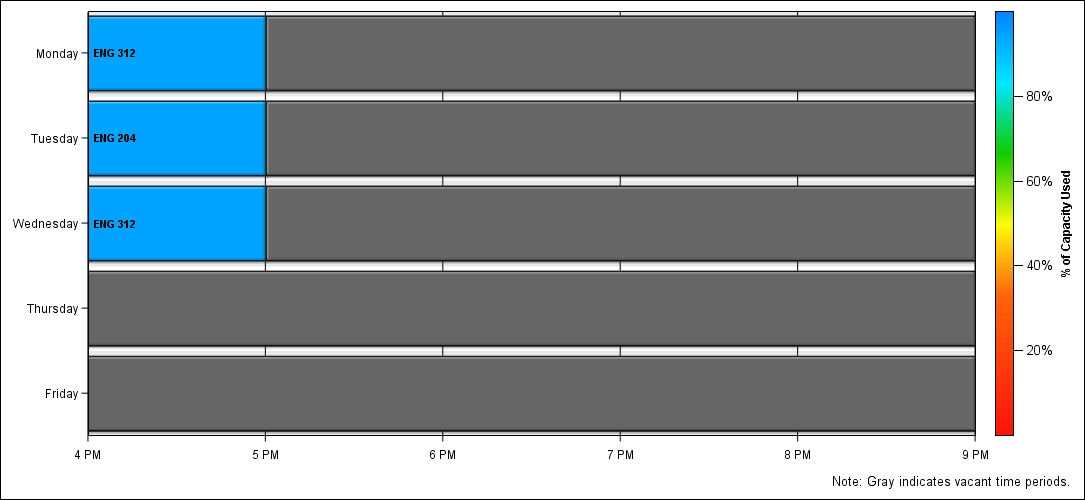 Monday
ENG 312
Tuesday
ENG 204
Wednesday
ENG 312
Thursday
Friday
4 PM 5 PM 6 PM 7 PM 8 PM 9 PM
80%
60%
40%
20%
% of Capacity Used
Note: Gray indicates vacant time periods.